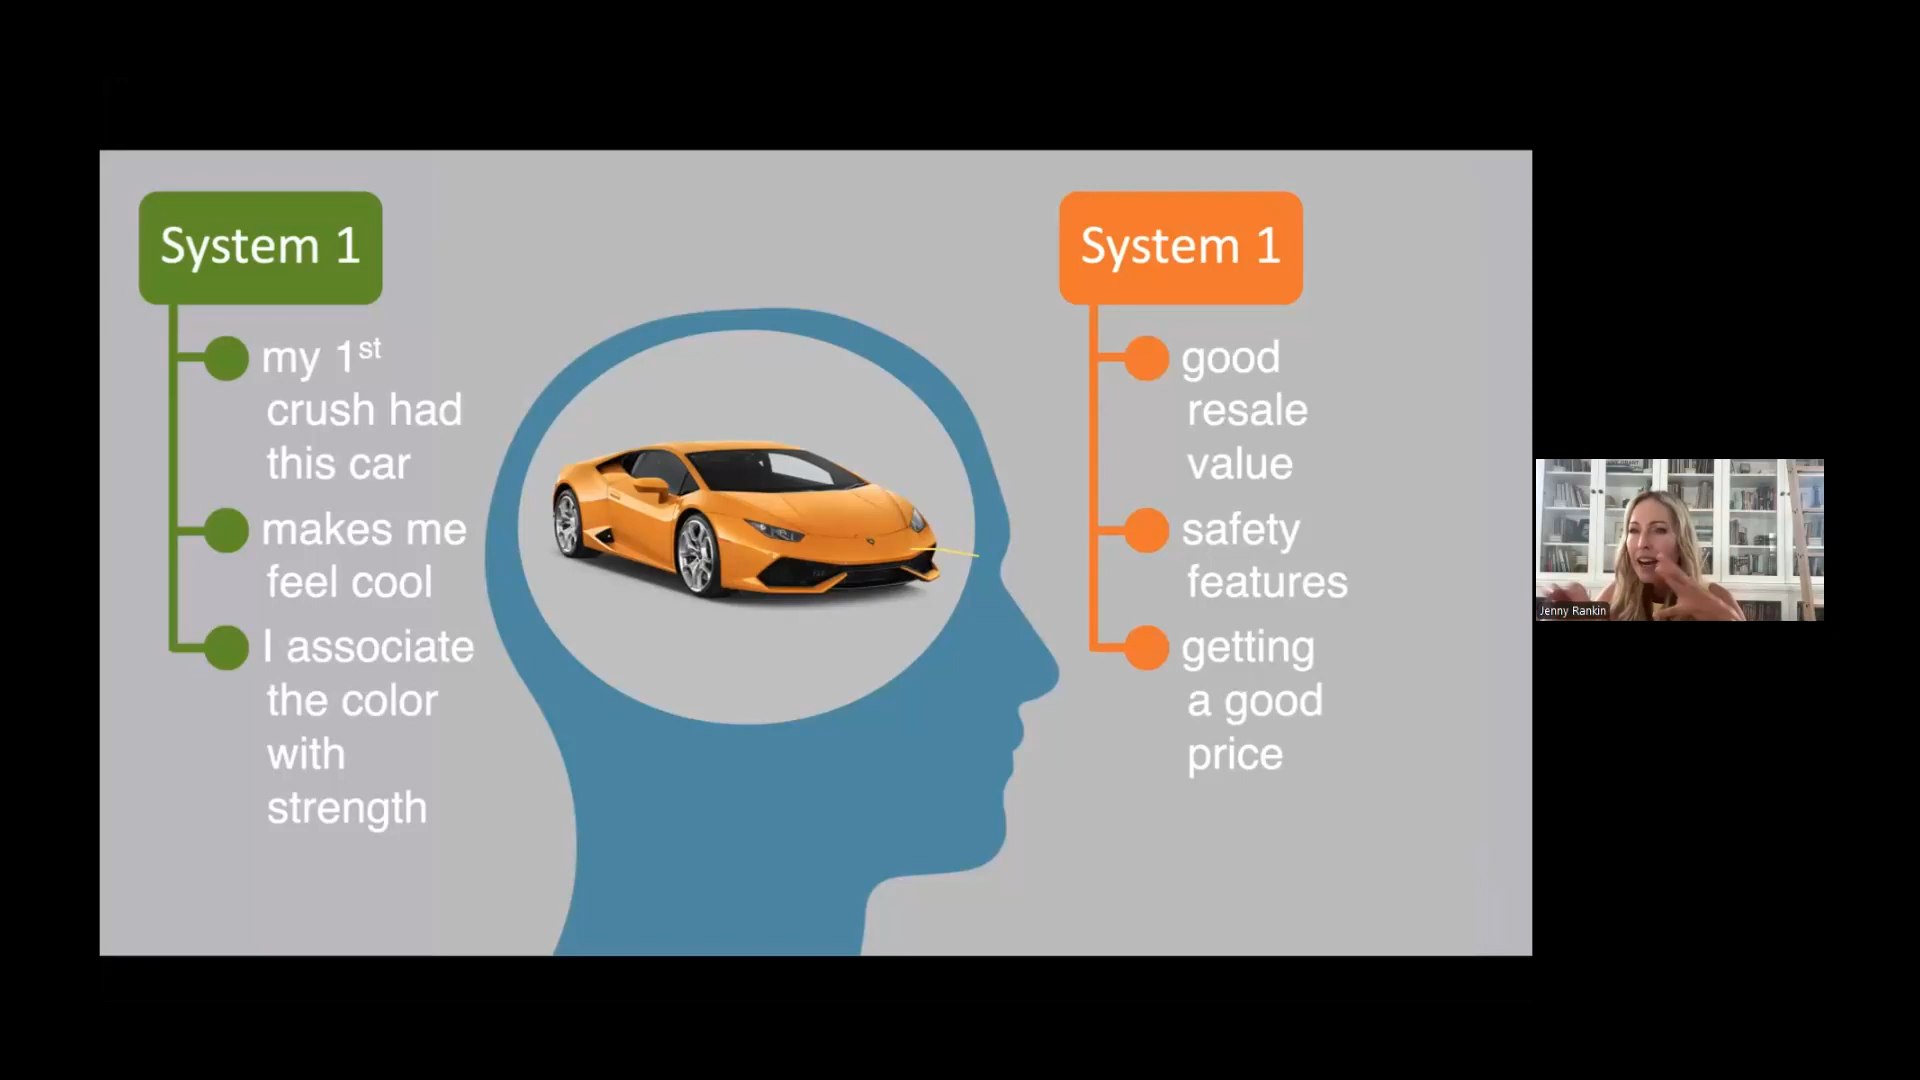 System 1
my 1st
crush had
this car
makes me
feel cool
I associate
the color
with
strength
System 1
good
resale
value
safety
features
getting
a good
price
Jenny Rankin